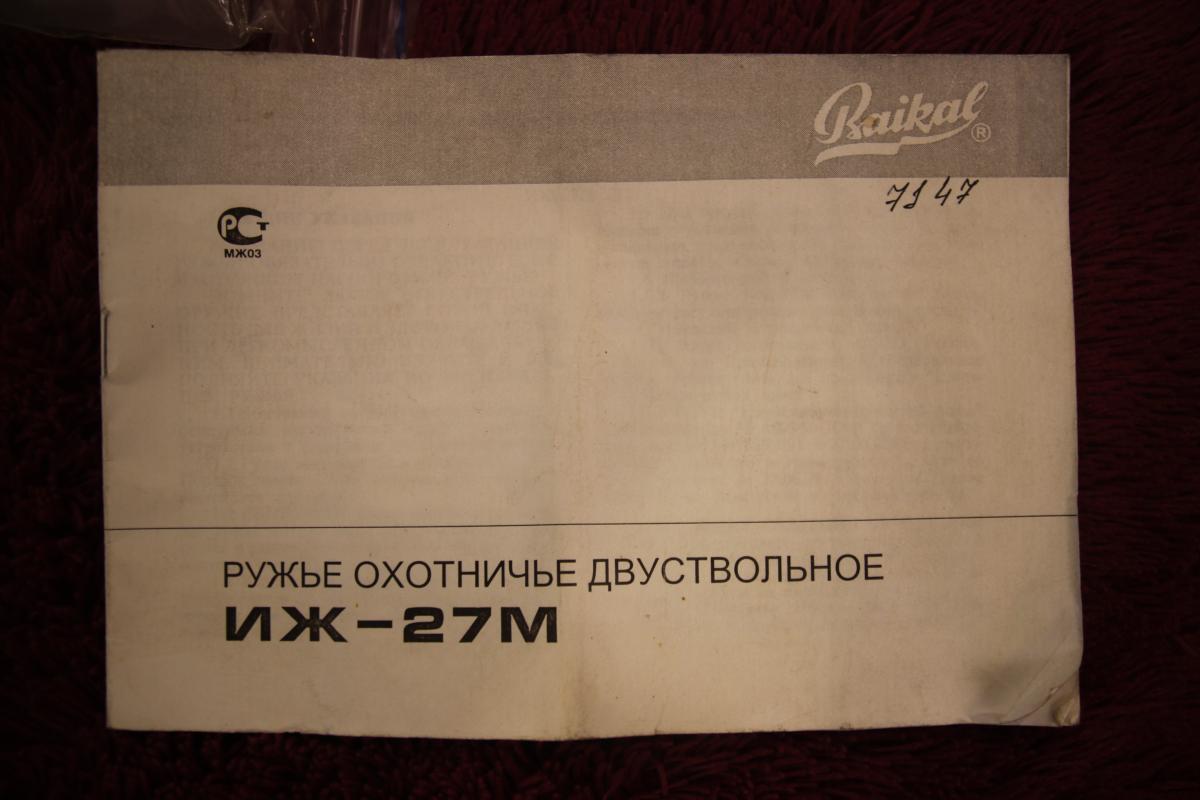 Baikal ®
7147
РСТ
МЖ03
РУЖЬЕ ОХОТНИЧЬЕ ДВУСТВОЛЬНОЕ
ИЖ-27М